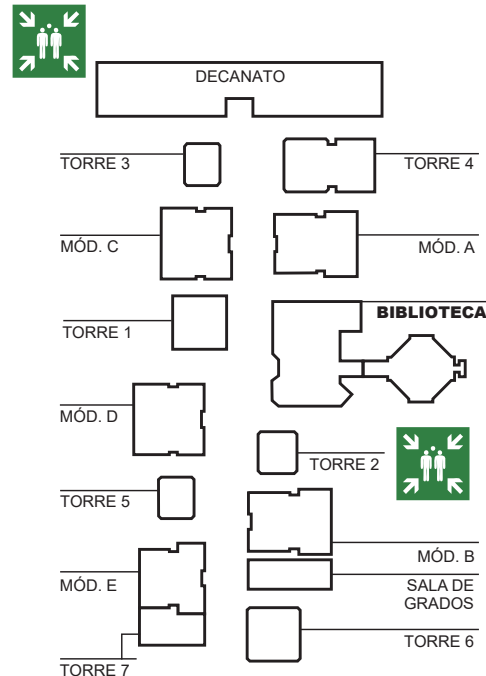 DECANATO
TORRE 3
TORRE 4
MÓD. C
MÓD. A
BIBLIOTECA
TORRE 1
MÓD. D
TORRE 2
TORRE 5
MÓD. B
MÓD. E
SALA DE
GRADOS
TORRE 6
TORRE 7